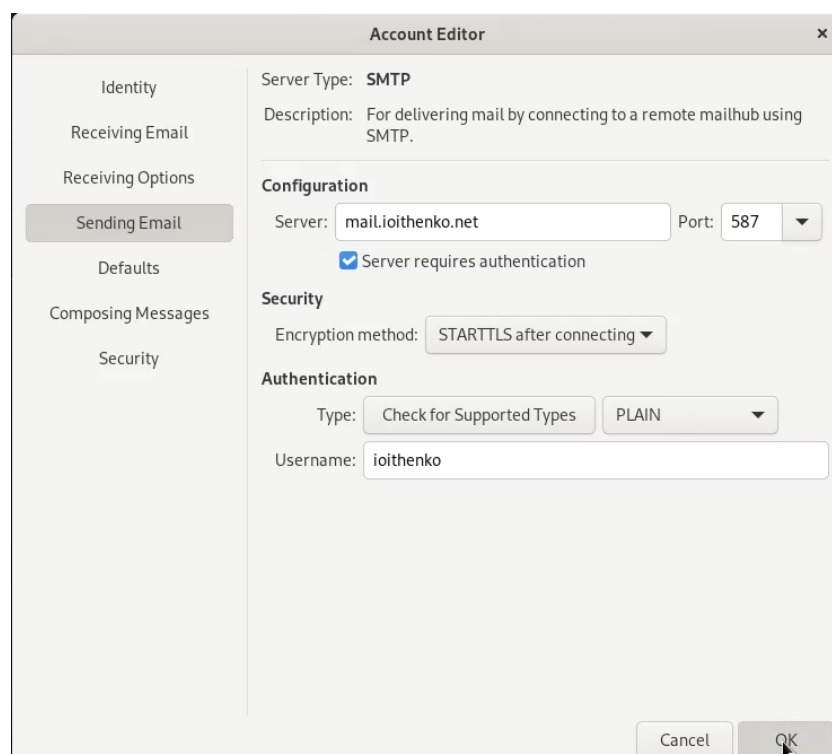 Account Editor
×
Identity
Receiving Email
Receiving Options
Sending Email
Defaults
Composing Messages
Security
Server Type: SMTP
Description: For delivering mail by connecting to a remote mailhub using
SMTP.
Configuration
Server: mail.ioithenko.net Port: 587
Server requires authentication
Security
Encryption method: STARTTLS after connecting
Authentication
Type: Check for Supported Types PLAIN
Username: ioithenko
Cancel OK